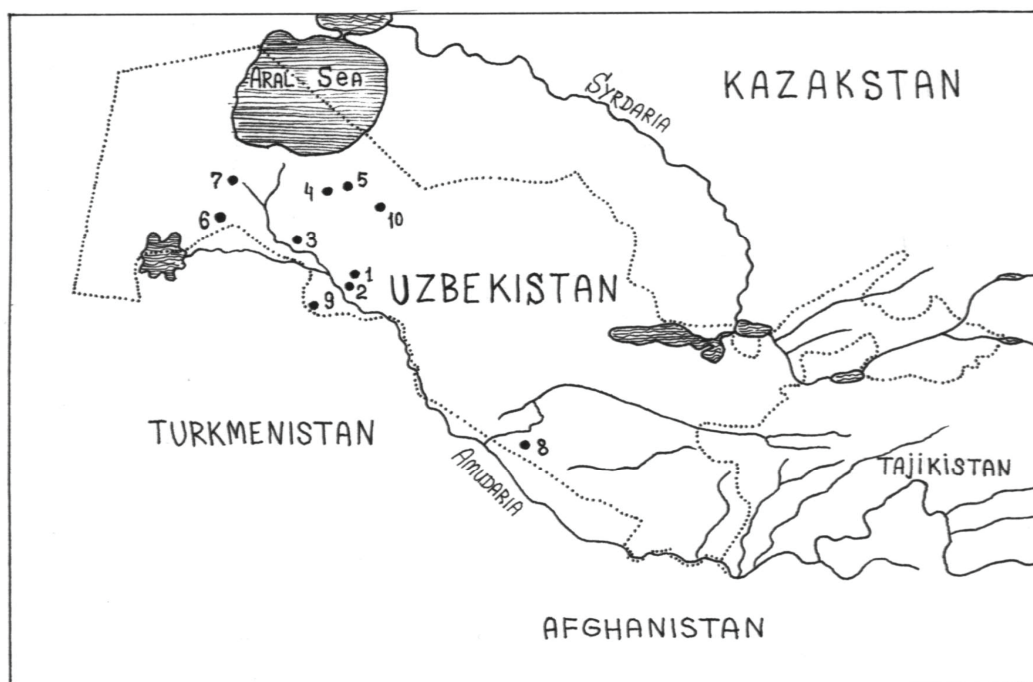 ARAL SEA
SYRDARIA
KAZAKSTAN
7
4
5
6
10
3
1
2
9
UZBEKISTAN
TURKMENISTAN
AMUDARIA
8
TAJIKISTAN
AFGHANISTAN